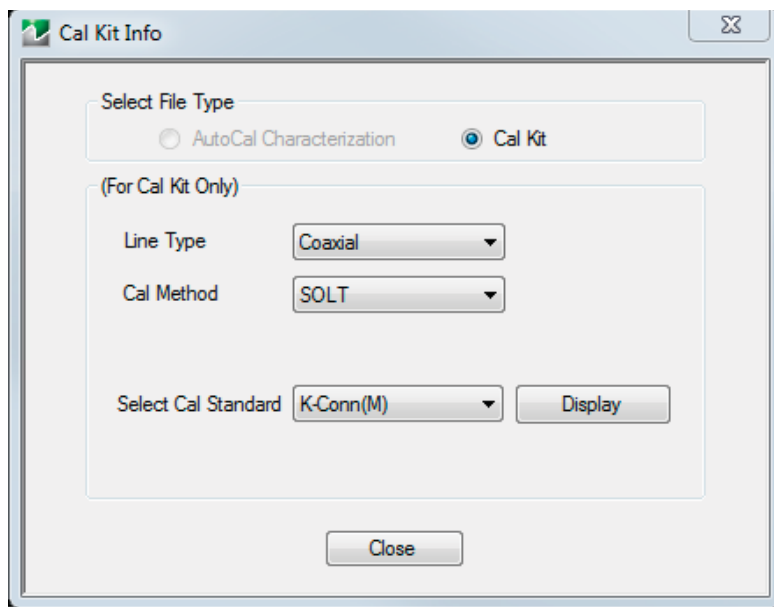 Cal Kit Info
Select File Type
AutoCal Characterization Cal Kit
(For Cal Kit Only)
Line Type Coaxial
Cal Method SOLT
Select Cal Standard K-Conn(M) Display
Close